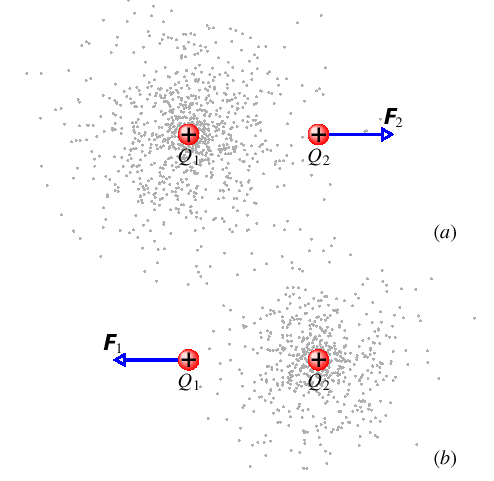 F₂
+ +
Q₁ Q₂
(a)
F₁
+ +
Q₁ Q₂
(b)